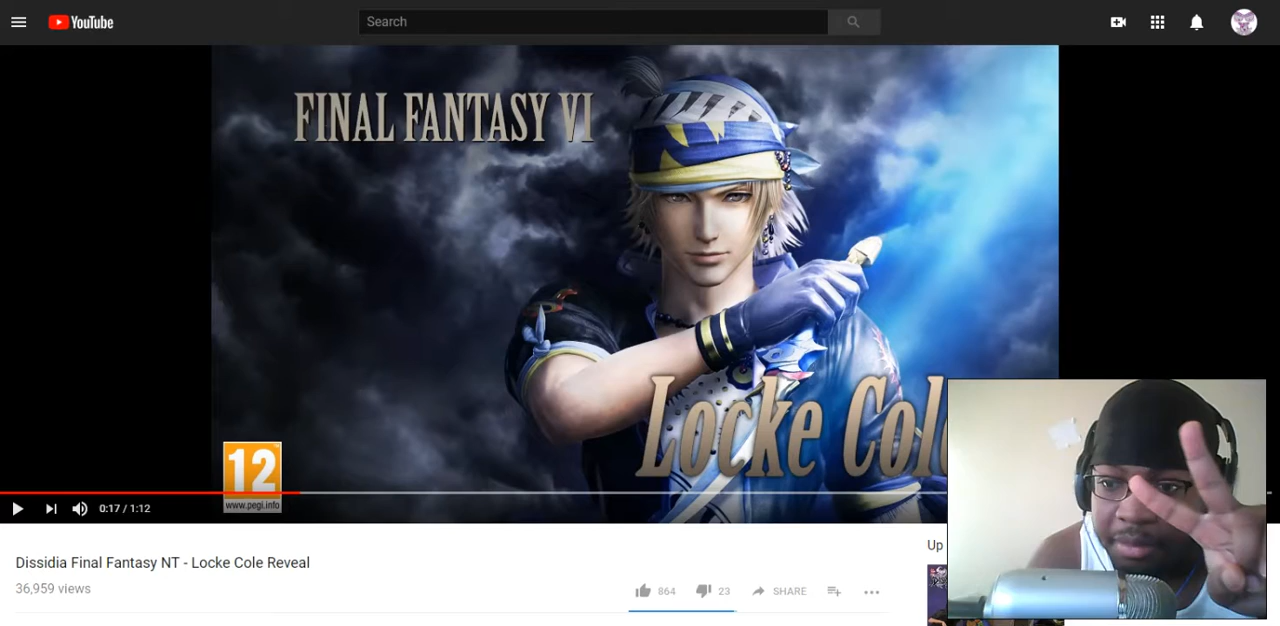 YouTube
Search
FINAL FANTASY VI
Locke Cole
12
www.pegi.info
0:17 / 1:12
Dissidia Final Fantasy NT - Locke Cole Reveal
36,959 views
864
23
SHARE
Up